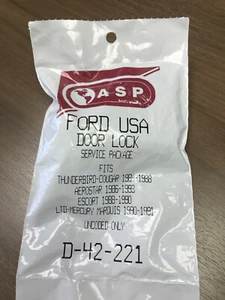 ASP
FORD USA
DOOR LOCK
SERVICE PACKAGE
FITS
THUNDERBIRD-COUGAR 1981-1988
AEROSTAR 1986-1993
ESCORT 1988-1990
LTD-MERCURY MARQUIS 1990-1991
UNCODED ONLY
D-42-221